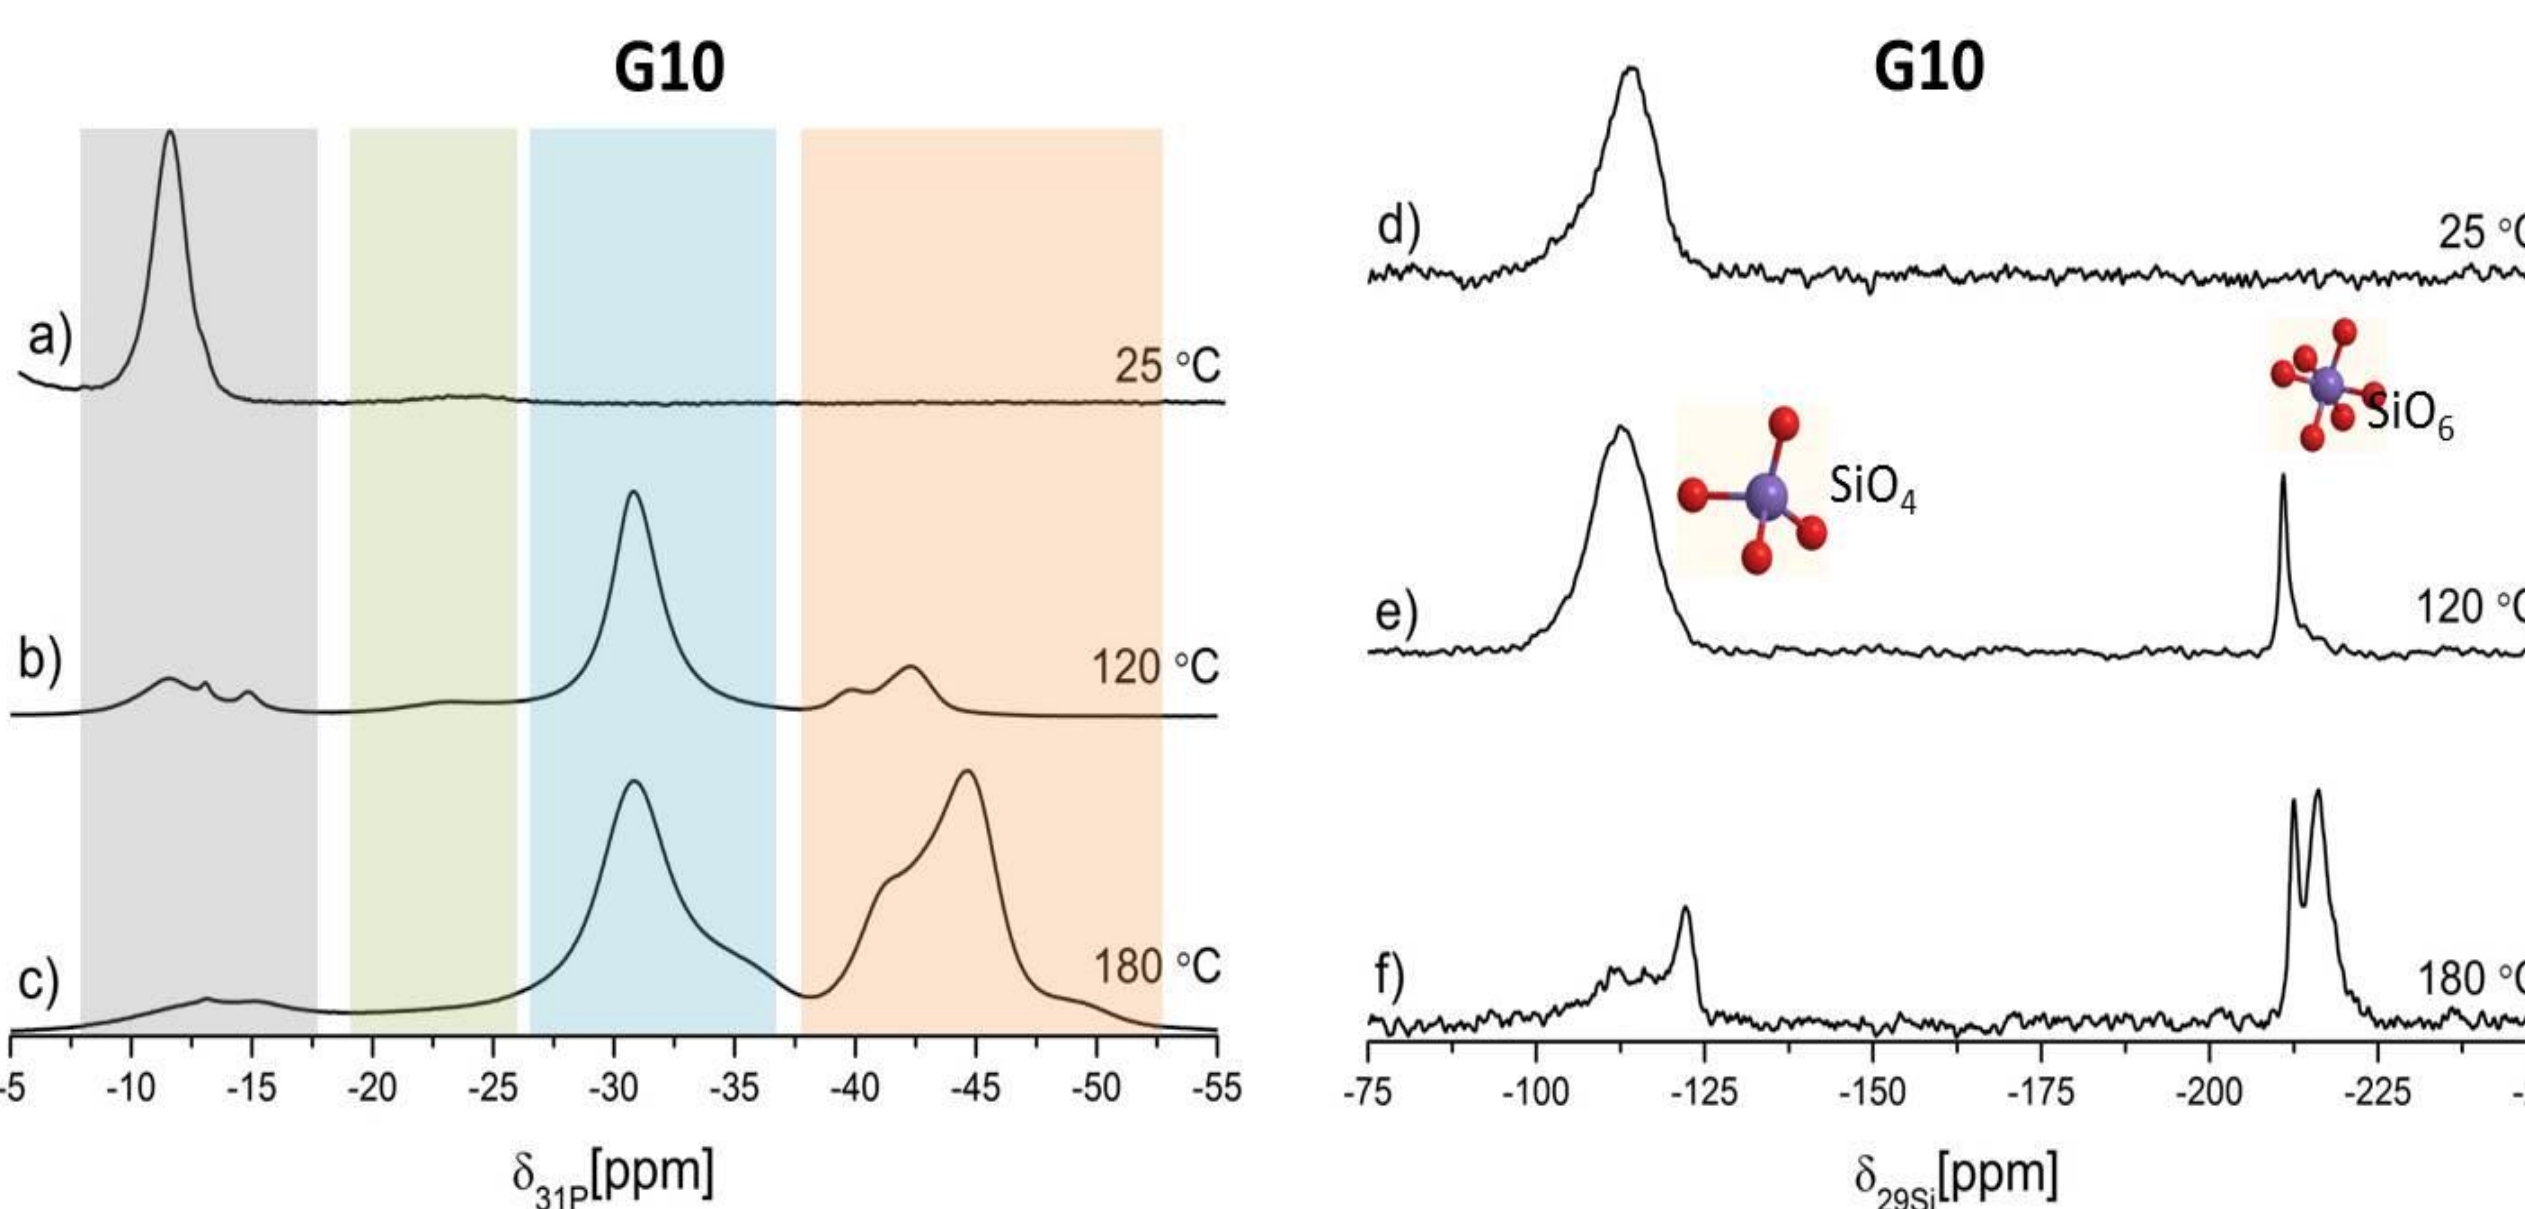 G10
a)
25 °C
b)
120 °C
c)
180 °C
-5 -10 -15 -20 -25 -30 -35 -40 -45 -50 -55
δ31P[ppm]
G10
d)
25 °C
SiO6
SiO4
e)
120 °C
f)
180 °C
-75 -100 -125 -150 -175 -200 -225
δ29Si[ppm]